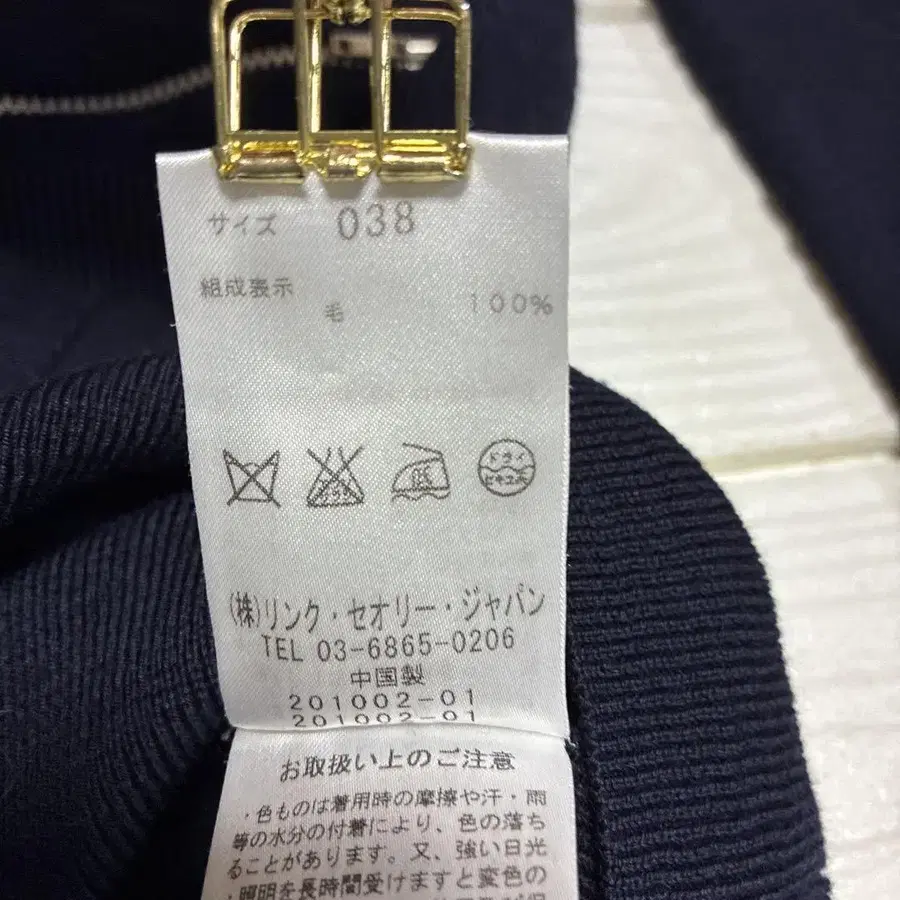 サイズ 038
組成表示
毛 100%
低
ドライ
セキユ系
(株)リンク・セオリー・ジャパン
TEL 03-6865-0206
中国製
201002-01
201002-01
お取扱い上のご注意
・色ものは着用時の摩擦や汗・雨
等の水分の付着により、色の落ち
ることがあります。又、強い日光
・照明を長時間受けますと変色の